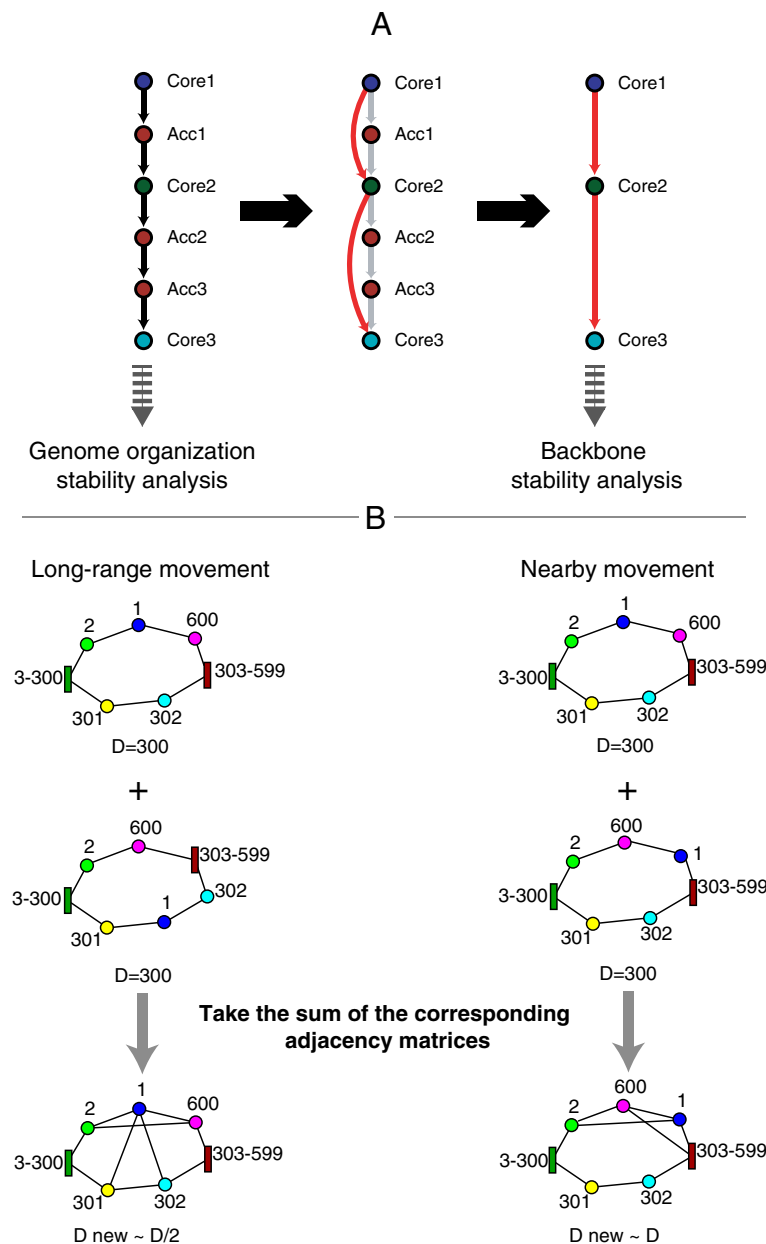 A
Core1
Acc1
Core2
Acc2
Acc3
Core3
Core1
Acc1
Core2
Acc2
Acc3
Core3
Core1
Core2
Core3
Genome organization
stability analysis
Backbone
stability analysis
B
Long-range movement
1
2
600
3-300
303-599
301
302
D=300
+
600
2
303-599
3-300
302
1
301
D=300
Nearby movement
1
2
600
3-300
303-599
301
302
D=300
+
600
2
1
3-300
303-599
301
302
D=300
Take the sum of the corresponding
adjacency matrices
1
2
600
3-300
303-599
301
302
D new ~ D/2
600
2
1
3-300
303-599
301
302
D new ~ D